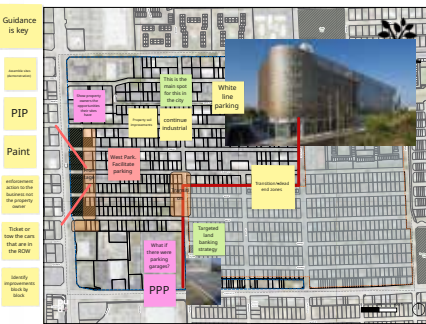 Guidance
is key
PIP
Paint
enforcement
action to the
business not
the property
owner
Ticket or
tow the cars
that are in
the ROW
Identify
improvements
block by
block
This is the
main spot
for this in
the city
White
line
parking
continue
industrial
West Park.
Facilitate
parking
Transition/dead
end zones
Targeted
land
banking
strategy
What if
there were
parking
garages?
PPP